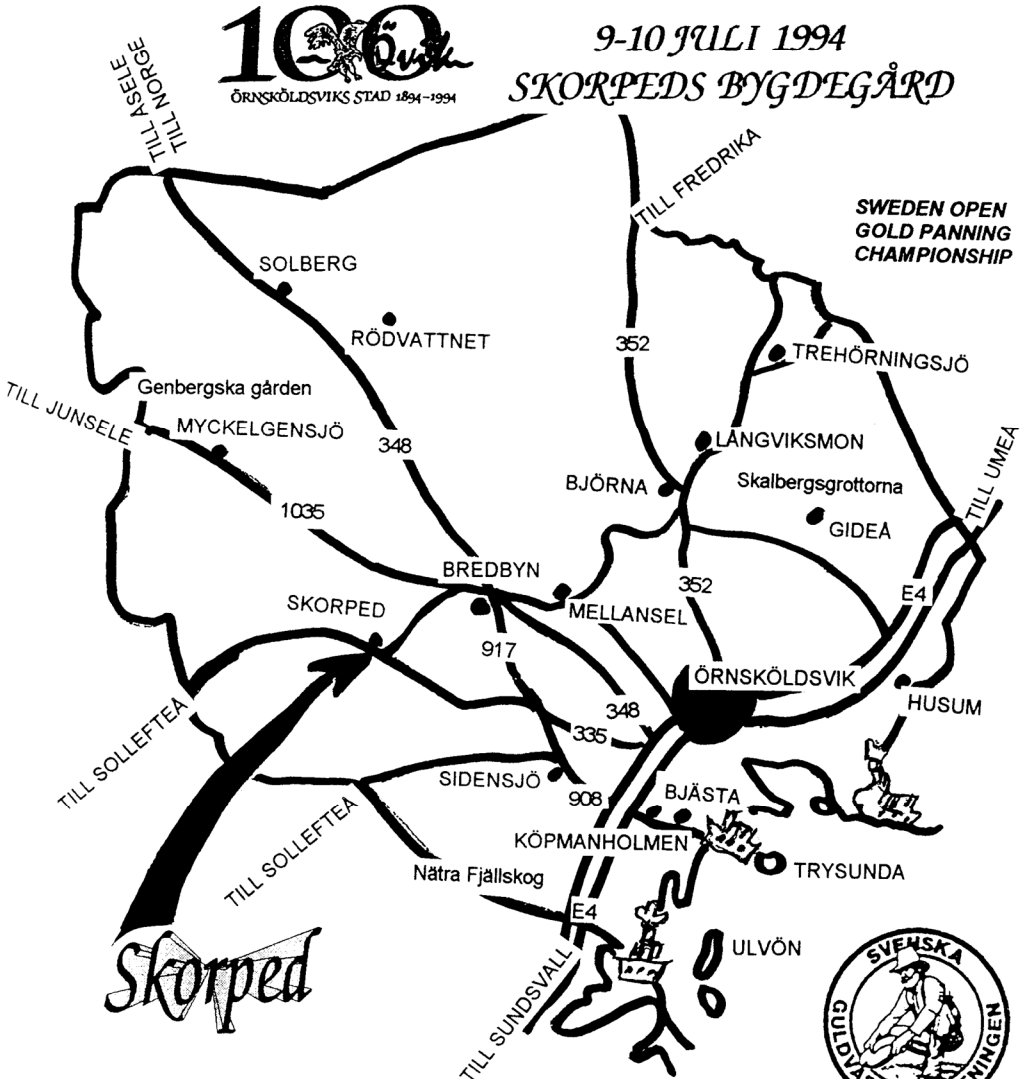 100
Övik
ÖRNSKÖLDSVIKS STAD 1894-1994
9-10 JULI 1994
SKORPEDS BYGDEGÅRD
TILL ÅSELE
TILL NORGE
TILL FREDRIKA
SWEDEN OPEN
GOLD PANNING
CHAMPIONSHIP
SOLBERG
RÖDVATTNET
352
TREHÖRNINGSJÖ
Genbergska gården
TILL JUNSELE
MYCKELGENSJÖ
348
LÅNGVIKSMON
TILL UMEÅ
BJÖRNA
Skalbergsgrottorna
1035
GIDEÅ
BREDBYN
352
E4
SKORPED
MELLANSEL
917
ÖRNSKÖLDSVIK
HUSUM
348
335
TILL SOLLEFTEÅ
SIDENSJÖ
908
BJÄSTA
TILL SOLLEFTEÅ
KÖPMANHOLMEN
Nätra Fjällskog
TRYSUNDA
E4
ULVÖN
Skorped
TILL SUNDSVALL
SVENSKA